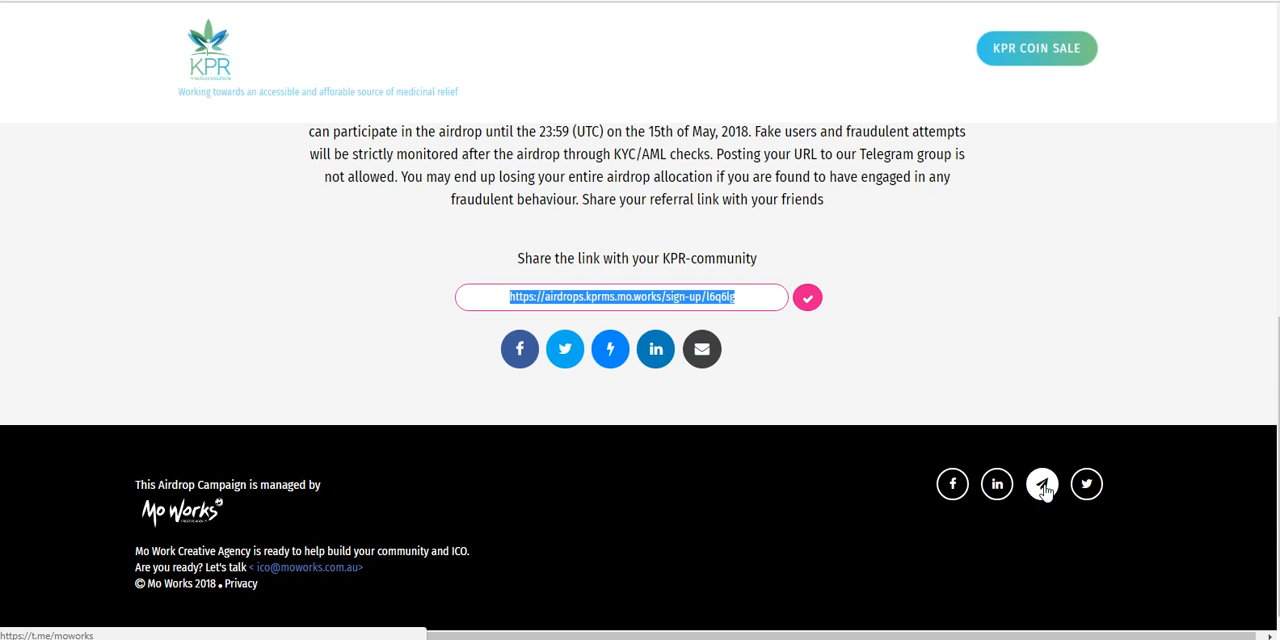 KPR
KPR COIN SALE
Working towards an accessible and afforable source of medicinal relief
can participate in the airdrop until the 23:59 (UTC) on the 15th of May, 2018. Fake users and fraudulent attempts
will be strictly monitored after the airdrop through KYC/AML checks. Posting your URL to our Telegram group is
not allowed. You may end up losing your entire airdrop allocation if you are found to have engaged in any
fraudulent behaviour. Share your referral link with your friends
Share the link with your KPR-community
https://airdrops.kprms.mo.works/sign-up/l6q6lg
This Airdrop Campaign is managed by
Mo Works
Mo Work Creative Agency is ready to help build your community and ICO.
Are you ready? Let's talk < ico@moworks.com.au>
© Mo Works 2018 . Privacy
https://t.me/moworks